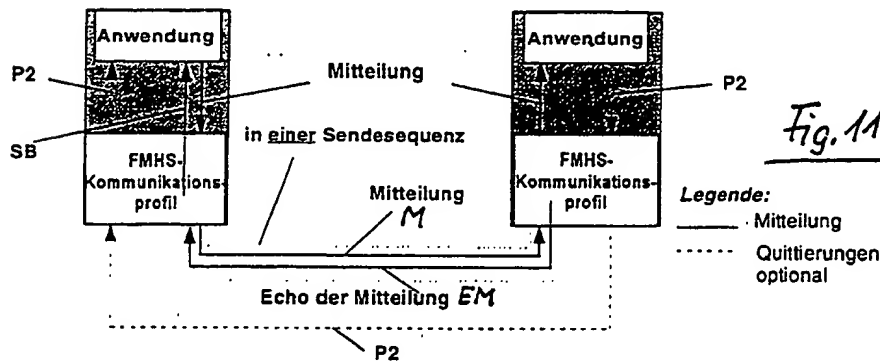 Anwendung
Anwendung
P2
Mitteilung
P2
SB
in einer Sendesequenz
FMHS-
Kommunikations-
profil
FMHS-
Kommunikations-
profil
Fig. 11
Legende:
Mitteilung
Quittierungen
optional
Mitteilung
M
Echo der Mitteilung EM
P2